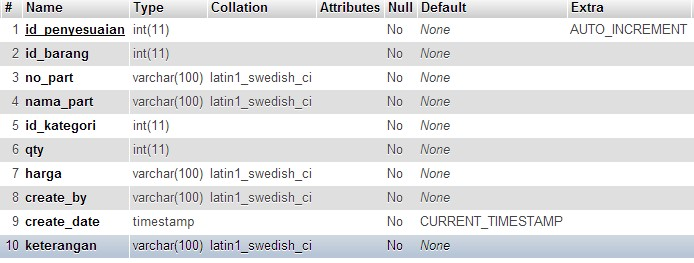 # Name Type Collation Attributes Null Default Extra
1 id_penyesuaian int(11) No None AUTO_INCREMENT
2 id_barang int(11) No None
3 no_part varchar(100) latin1_swedish_ci No None
4 nama_part varchar(100) latin1_swedish_ci No None
5 id_kategori int(11) No None
6 qty int(11) No None
7 harga varchar(100) latin1_swedish_ci No None
8 create_by varchar(100) latin1_swedish_ci No None
9 create_date timestamp No CURRENT_TIMESTAMP
10 keterangan varchar(100) latin1_swedish_ci No None